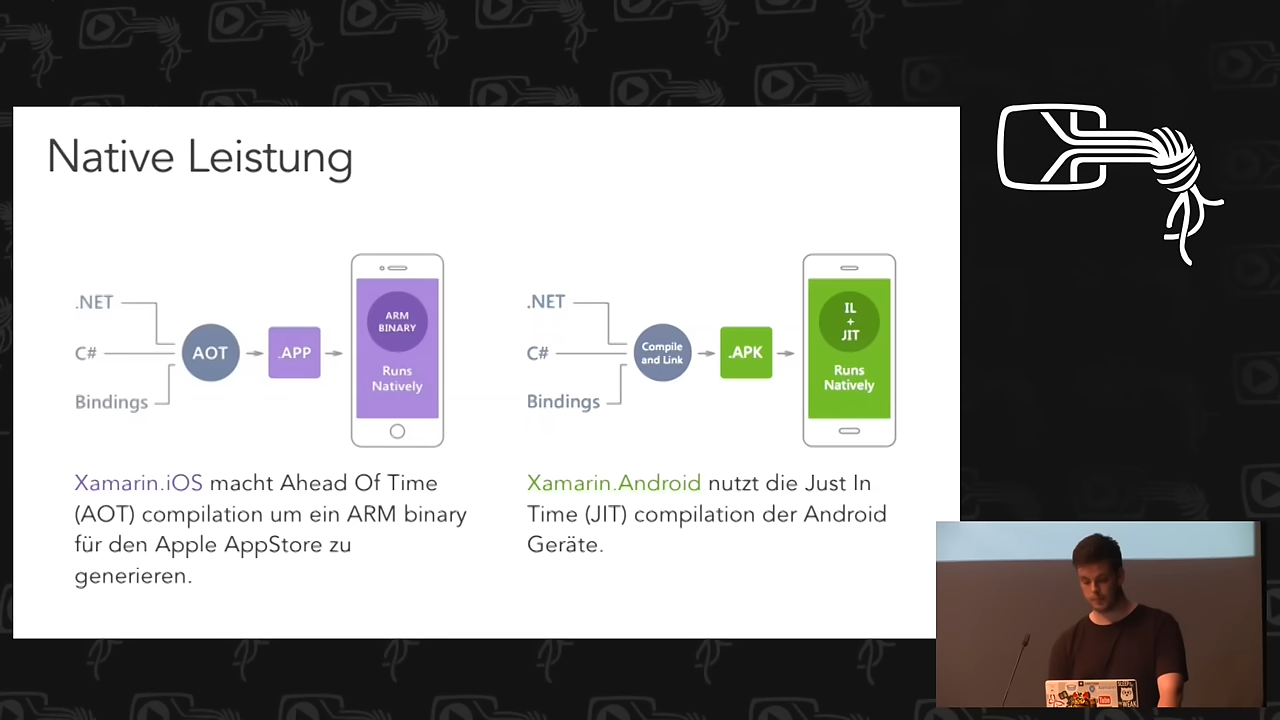 Native Leistung
.NET
C#
Bindings
AOT
.APP
ARM
BINARY
Runs
Natively
.NET
C#
Bindings
Compile
and Link
.APK
IL
+
JIT
Runs
Natively
Xamarin.iOS macht Ahead Of Time
(AOT) compilation um ein ARM binary
für den Apple AppStore zu
generieren.
Xamarin.Android nutzt die Just In
Time (JIT) compilation der Android
Geräte.